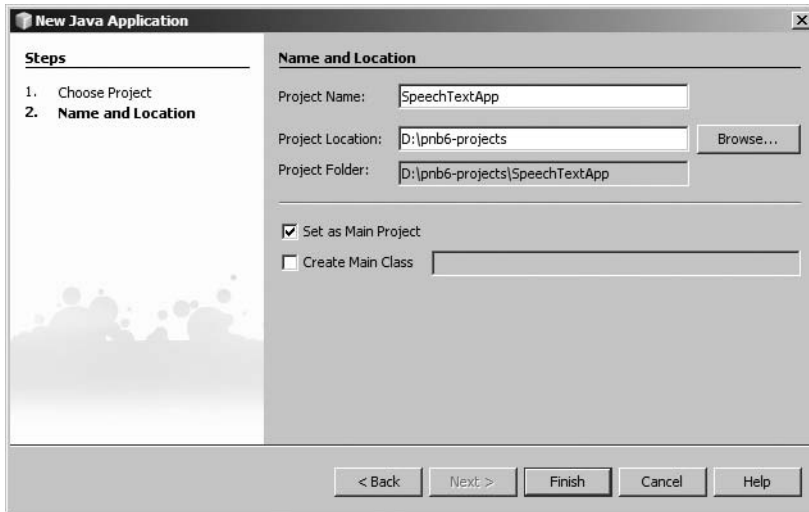 New Java Application
Steps
1. Choose Project
2. Name and Location
Name and Location
Project Name: SpeechTextApp
Project Location: D:\pnb6-projects Browse...
Project Folder: D:\pnb6-projects\SpeechTextApp
Set as Main Project
Create Main Class
< Back Next > Finish Cancel Help